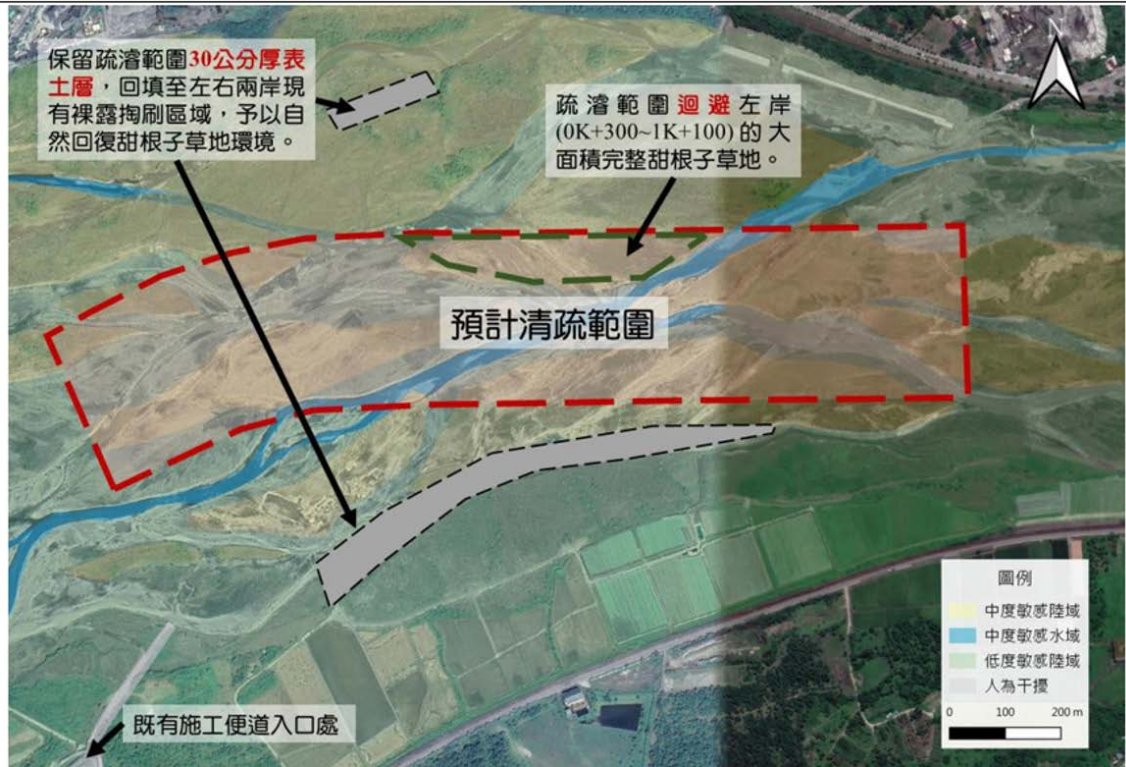 保留疏濬範圍30公分厚表
土層，回填至左右兩岸現
有裸露掏刷區域，予以自
然回復甜根子草地環境。
疏濬範圍迴避左岸
(0K+300~1K+100)的大
面積完整甜根子草地。
預計清疏範圍
既有施工便道入口處
圖例
中度敏感陸域
中度敏感水域
低度敏感陸域
人為干擾
0 100 200 m